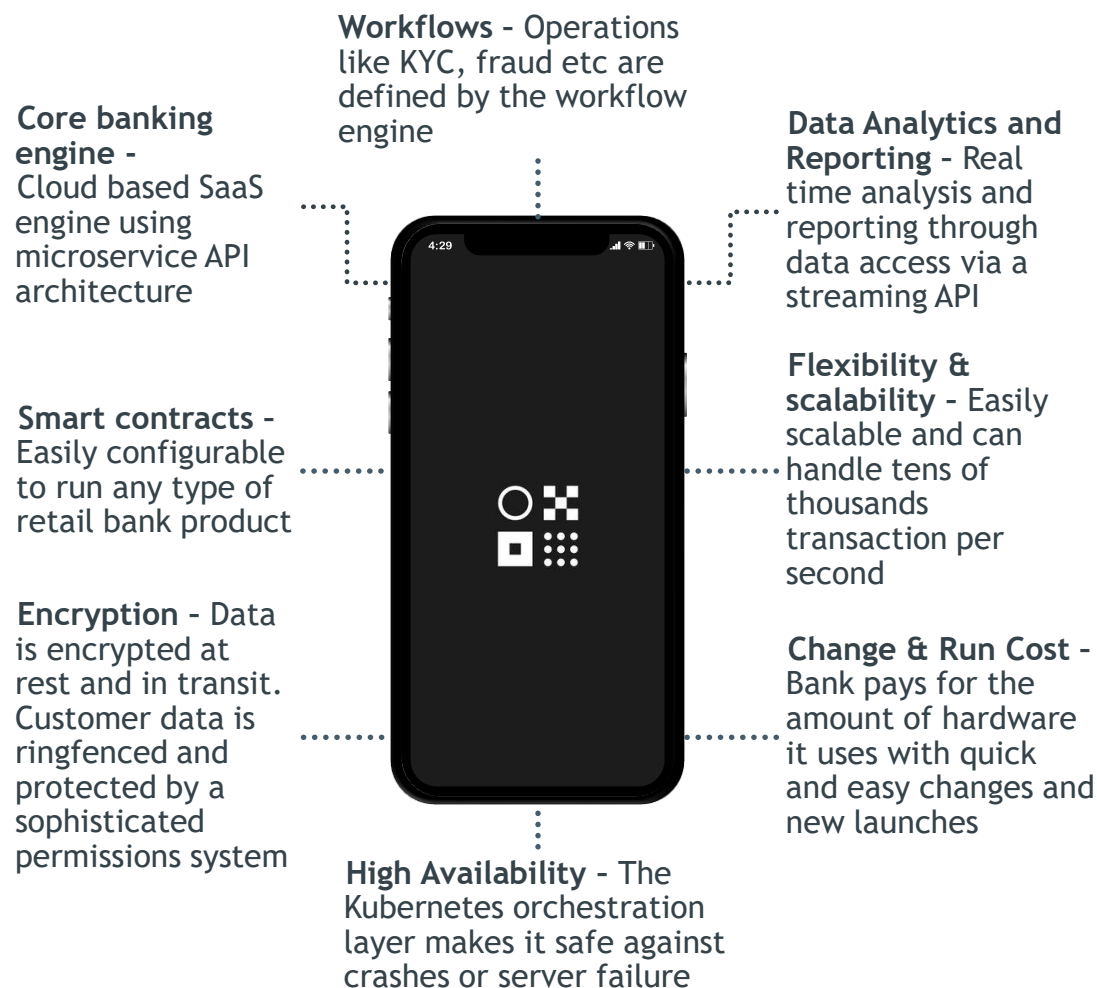 Workflows – Operations
like KYC, fraud etc are
defined by the workflow
engine
Core banking
engine -
Cloud based SaaS
engine using
microservice API
architecture
Data Analytics and
Reporting – Real
time analysis and
reporting through
data access via a
streaming API
4:29
Smart contracts –
Easily configurable
to run any type of
retail bank product
Flexibility &
scalability – Easily
scalable and can
handle tens of
thousands
transaction per
second
Encryption – Data
is encrypted at
rest and in transit.
Customer data is
ringfenced and
protected by a
sophisticated
permissions system
Change & Run Cost –
Bank pays for the
amount of hardware
it uses with quick
and easy changes and
new launches
High Availability – The
Kubernetes orchestration
layer makes it safe against
crashes or server failure